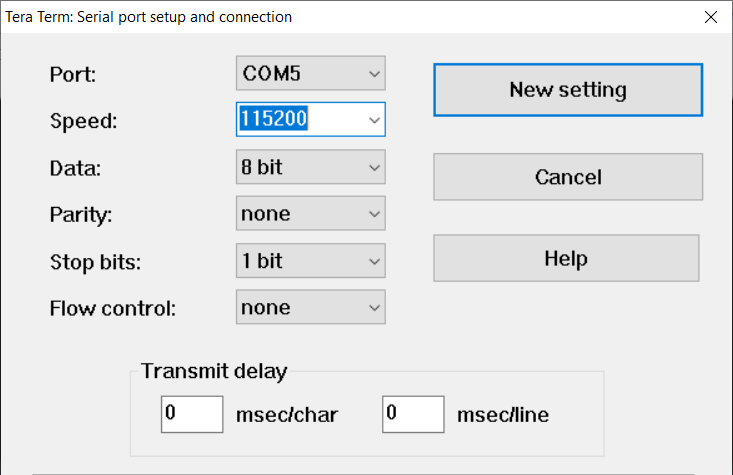 Tera Term: Serial port setup and connection
Port: COM5 New setting
Speed: 115200
Data: 8 bit Cancel
Parity: none
Stop bits: 1 bit Help
Flow control: none
Transmit delay
0 msec/char 0 msec/line